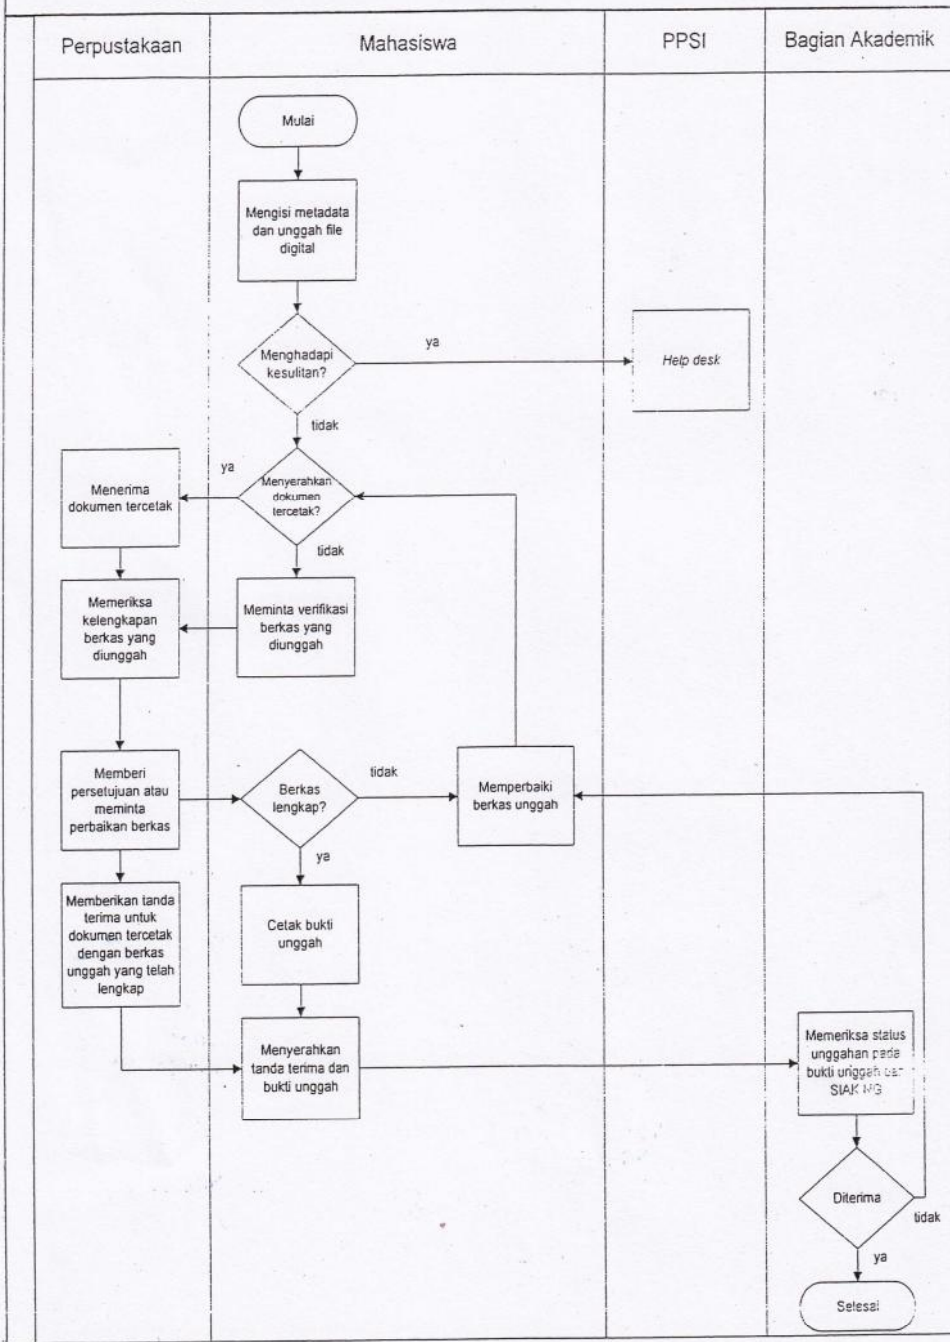 Perpustakaan
Mahasiswa
PPSI
Bagian Akademik
Mulai
Mengisi metadata
dan unggah file
digital
Menghadapi
kesulitan?
ya
Help desk
tidak
Menyerahkan
dokumen
tercetak?
ya
Menerima
dokumen tercetak
tidak
Meminta verifikasi
berkas yang
diunggah
Memeriksa
kelengkapan
berkas yang
diunggah
Memberi
persetujuan atau
meminta
perbaikan berkas
Berkas
lengkap?
tidak
Memperbaiki
berkas unggah
ya
Memberikan tanda
terima untuk
dokumen tercetak
dengan berkas
unggah yang telah
lengkap
Cetak bukti
unggah
Menyerahkan
tanda terima dan
bukti unggah
Memeriksa status
unggahan pada
bukti unggah dan
SIAK NG
Diterima
tidak
ya
Selesai